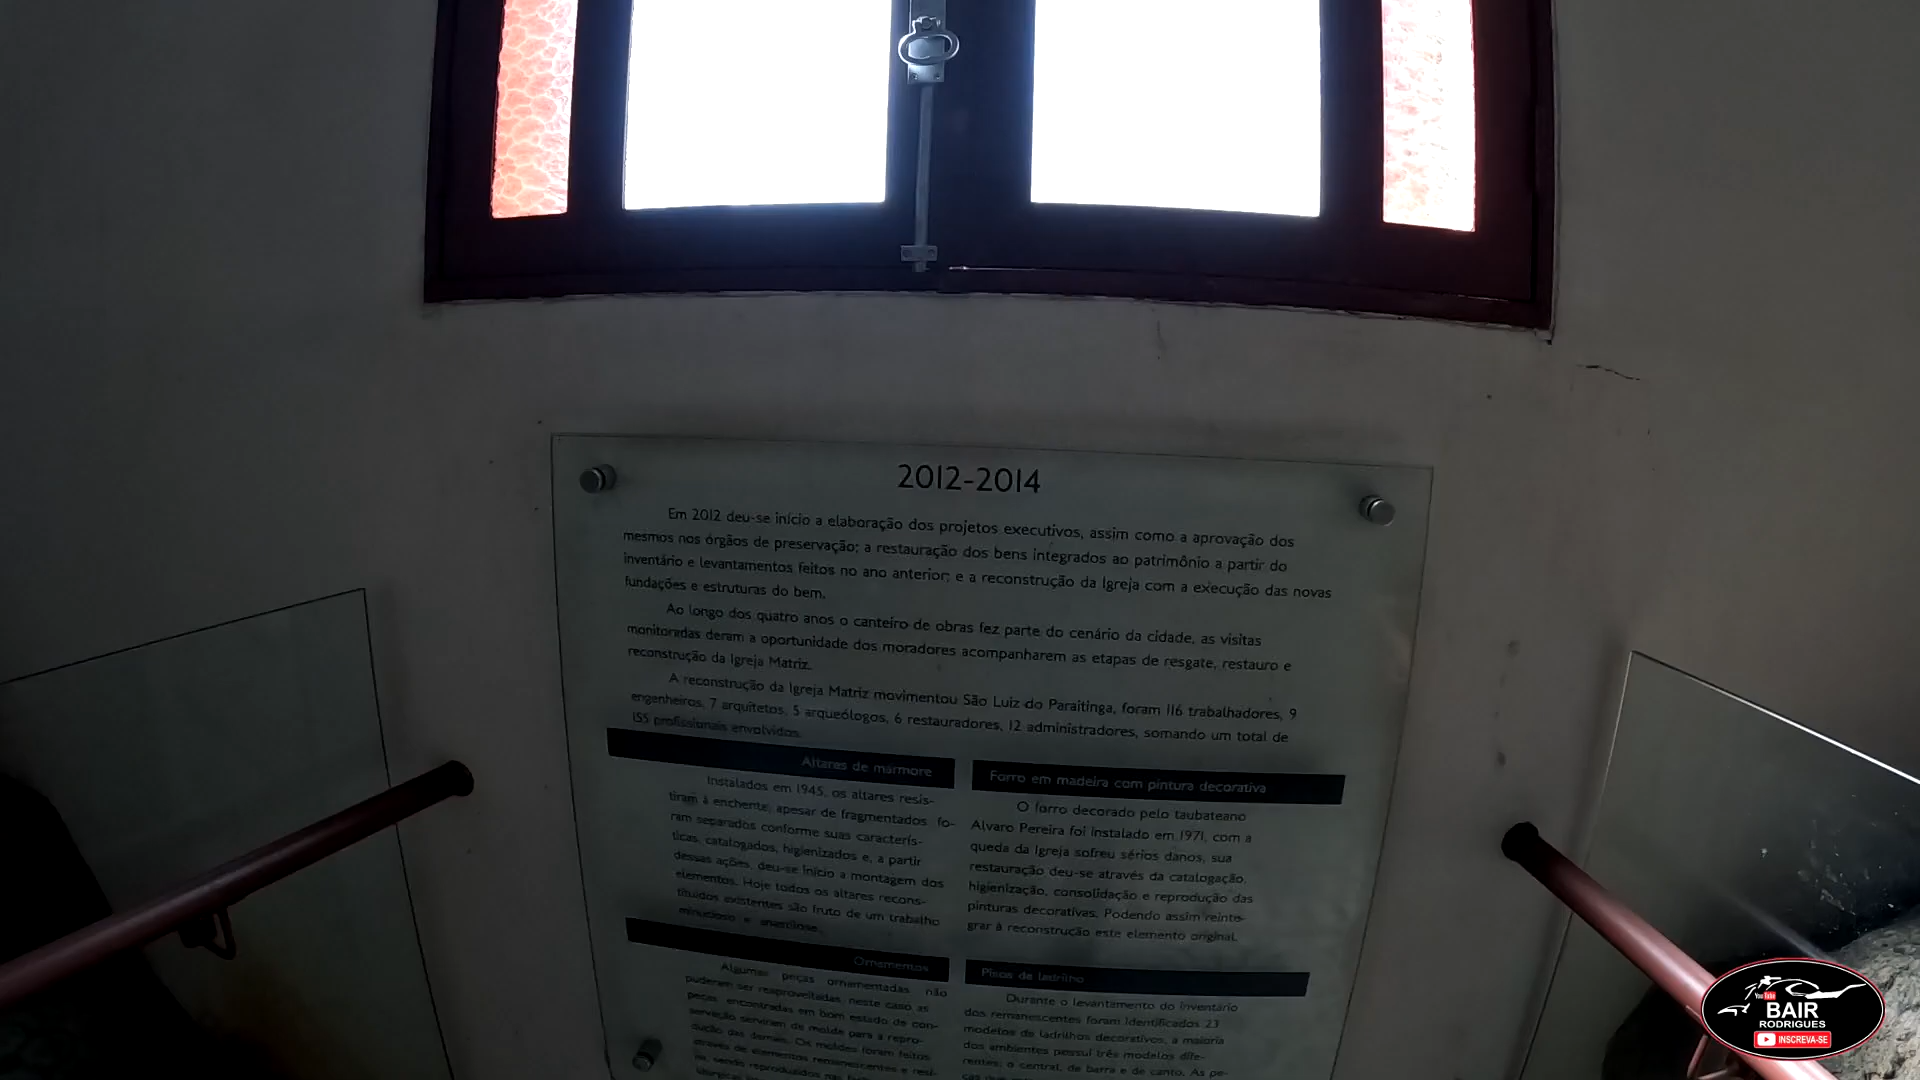 2012-2014
Em 2012 deu-se início a elaboração dos projetos executivos, assim como a aprovação dos
mesmos nos órgãos de preservação; a restauração dos bens integrados ao patrimônio a partir do
inventário e levantamentos feitos no ano anterior; e a reconstrução da Igreja com a execução das novas
fundações e estruturas do bem.
Ao longo dos quatro anos o canteiro de obras fez parte do cenário da cidade, as visitas
monitoradas deram a oportunidade dos moradores acompanharem as etapas de resgate, restauro e
reconstrução da Igreja Matriz.
A reconstrução da Igreja Matriz movimentou São Luiz do Paraitinga, foram 116 trabalhadores, 9
engenheiros, 7 arquitetos, 5 arqueólogos, 6 restauradores, 12 administradores, somando um total de
155 profissionais envolvidos.
Altares de mármore
Instalados em 1945, os altares resis-
tiram à enchente, apesar de fragmentados fo-
ram separados conforme suas caracterís-
ticas, catalogados, higienizados e, a partir
dessas ações, deu-se início a montagem dos
elementos. Hoje todos os altares recons-
tituídos existentes são fruto de um trabalho
minucioso e
Forro em madeira com pintura decorativa
O forro decorado pelo taubateano
Alvaro Pereira foi instalado em 1971, com a
queda da Igreja sofreu sérios danos, sua
restauração deu-se através da catalogação,
higienização, consolidação e reprodução das
pinturas decorativas. Podendo assim reinte-
grar à reconstrução este elemento original.
Ornamentos
Algumas peças ornamentadas não
puderam ser reaproveitadas, neste caso as
peças encontradas em bom estado de con-
servação serviram de molde para a repro-
dução das demais. Os moldes foram feitos
através de elementos remanescentes e
sendo reproduzidos
Pisos de ladrilho
Durante o levantamento do inventário
dos remanescentes foram identificados 23
modelos de ladrilhos decorativos, a maioria
dos ambientes possui três modelos dife-
rentes: o central, de barra e de canto. As pe-
YouTube
BAIR
RODRIGUES
INSCREVA-SE